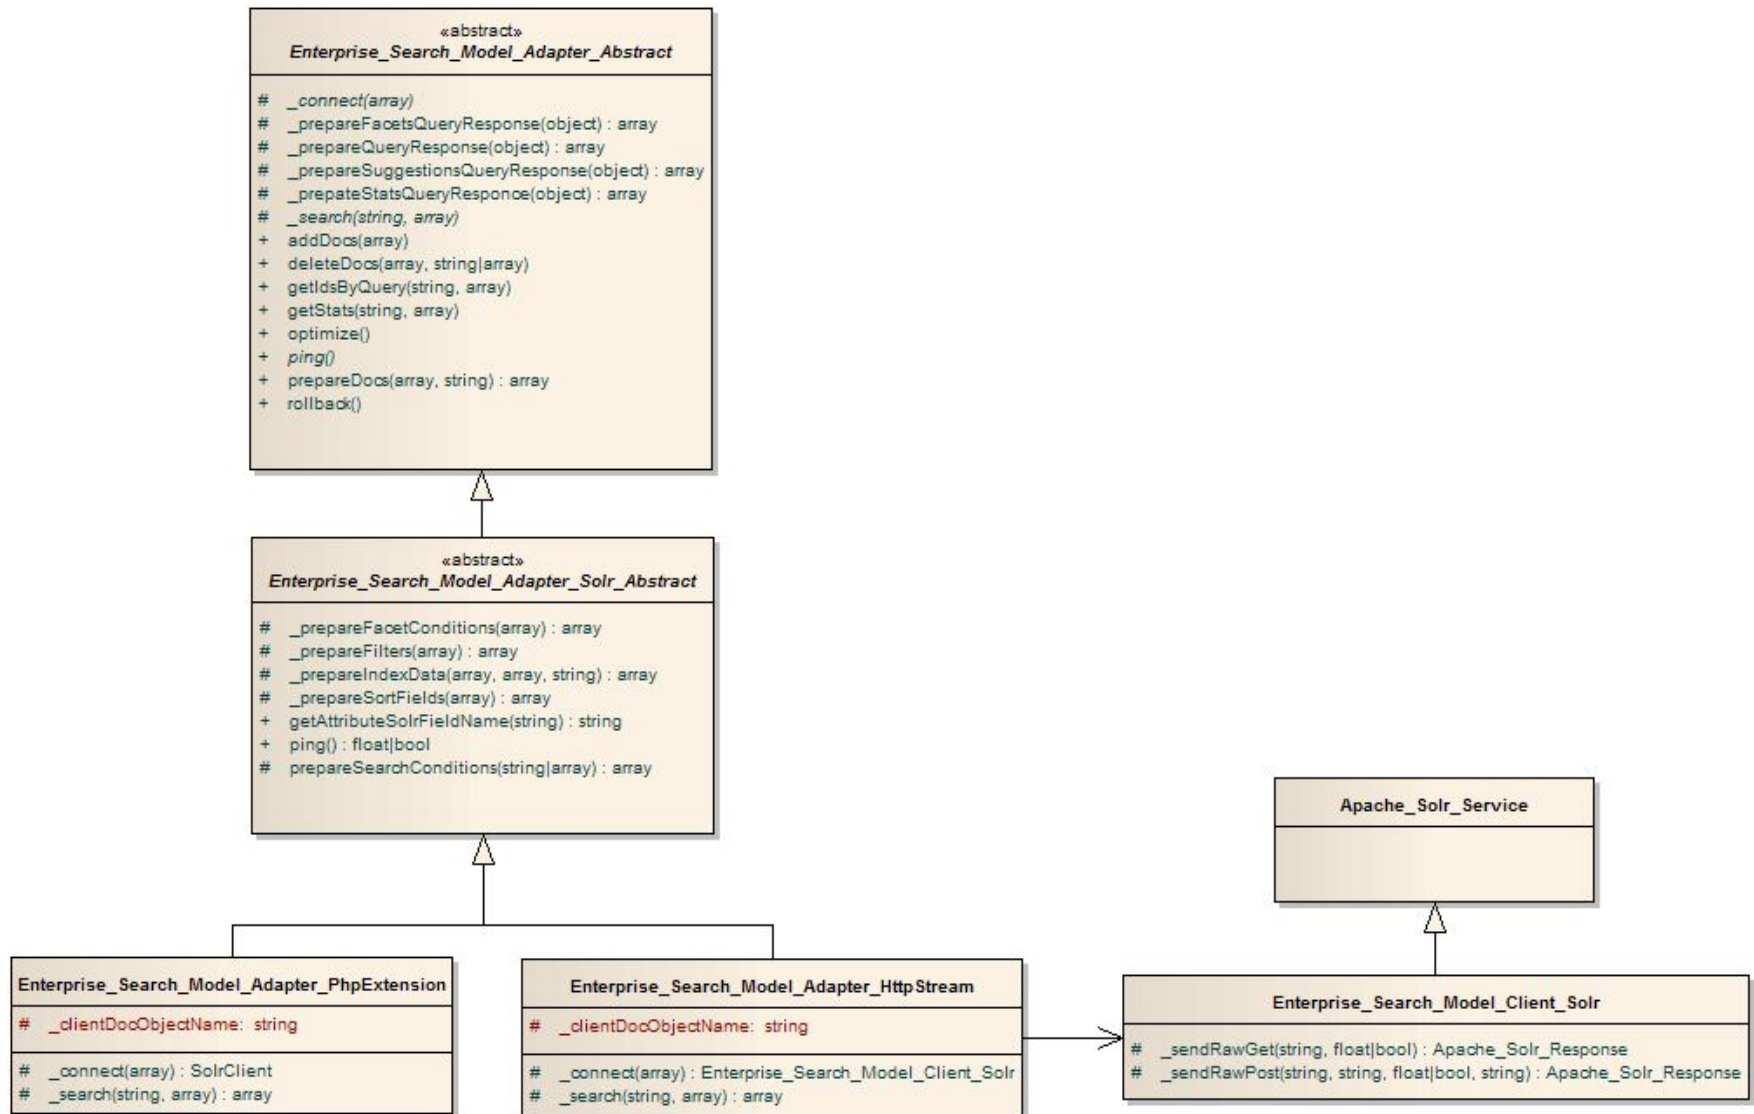 «abstract»
Enterprise_Search_Model_Adapter_Abstract
# _connect(array)
# _prepareFacetsQueryResponse(object) : array
# _prepareQueryResponse(object) : array
# _prepareSuggestionsQueryResponse(object) : array
# _prepateStatsQueryResponce(object) : array
# _search(string, array)
+ addDocs(array)
+ deleteDocs(array, string|array)
+ getIdsByQuery(string, array)
+ getStats(string, array)
+ optimize()
+ ping()
+ prepareDocs(array, string) : array
+ rollback()
«abstract»
Enterprise_Search_Model_Adapter_Solr_Abstract
# _prepareFacetConditions(array) : array
# _prepareFilters(array) : array
# _prepareIndexData(array, array, string) : array
# _prepareSortFields(array) : array
+ getAttributeSolrFieldName(string) : string
+ ping() : float|bool
# prepareSearchConditions(string|array) : array
Apache_Solr_Service
Enterprise_Search_Model_Adapter_PhpExtension
# _clientDocObjectName: string
# _connect(array) : SolrClient
# _search(string, array) : array
Enterprise_Search_Model_Adapter_HttpStream
# _clientDocObjectName: string
# _connect(array) : Enterprise_Search_Model_Client_Solr
# _search(string, array) : array
Enterprise_Search_Model_Client_Solr
# _sendRawGet(string, float|bool) : Apache_Solr_Response
# _sendRawPost(string, string, float|bool, string) : Apache_Solr_Response